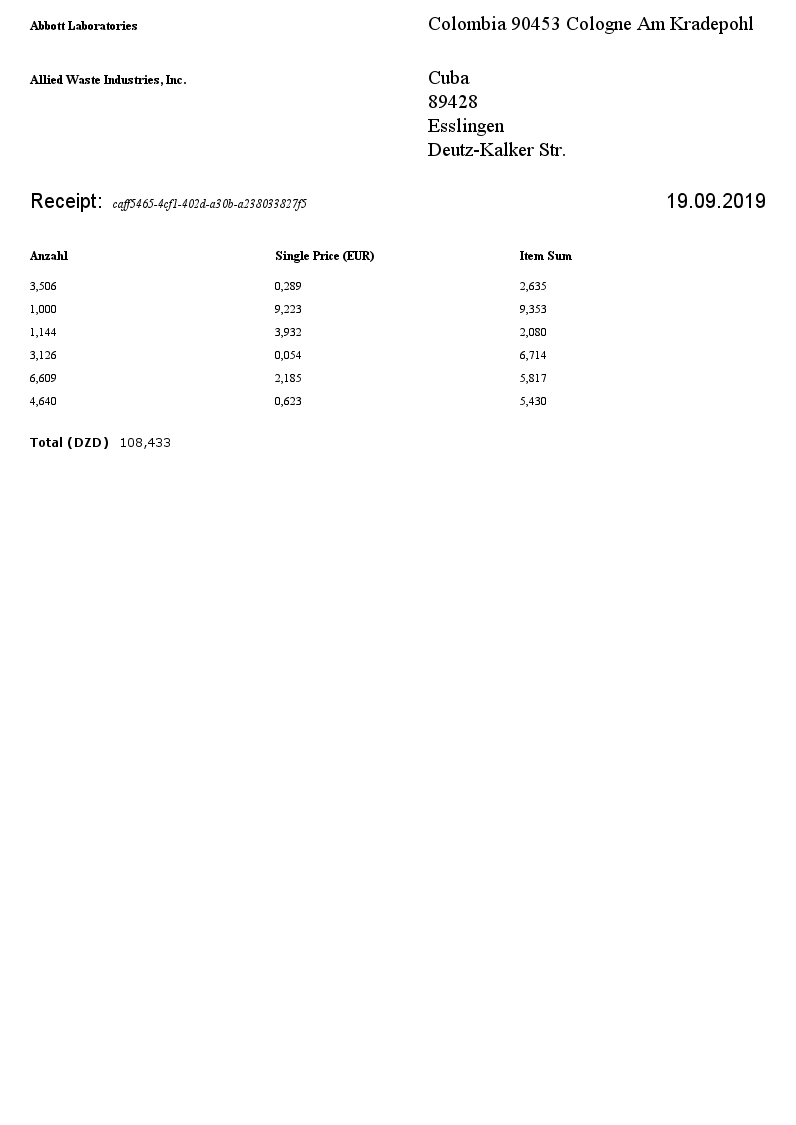 Abbott Laboratories Colombia 90453 Cologne Am Kradepohl
Allied Waste Industries, Inc. Cuba
89428
Esslingen
Deutz-Kalker Str.
Receipt: caff5465-4cf1-402d-a30b-a238033827f5 19.09.2019
Anzahl Single Price (EUR) Item Sum
3,506 0,289 2,635
1,000 9,223 9,353
1,144 3,932 2,080
3,126 0,054 6,714
6,609 2,185 5,817
4,640 0,623 5,430
Total (DZD) 108,433